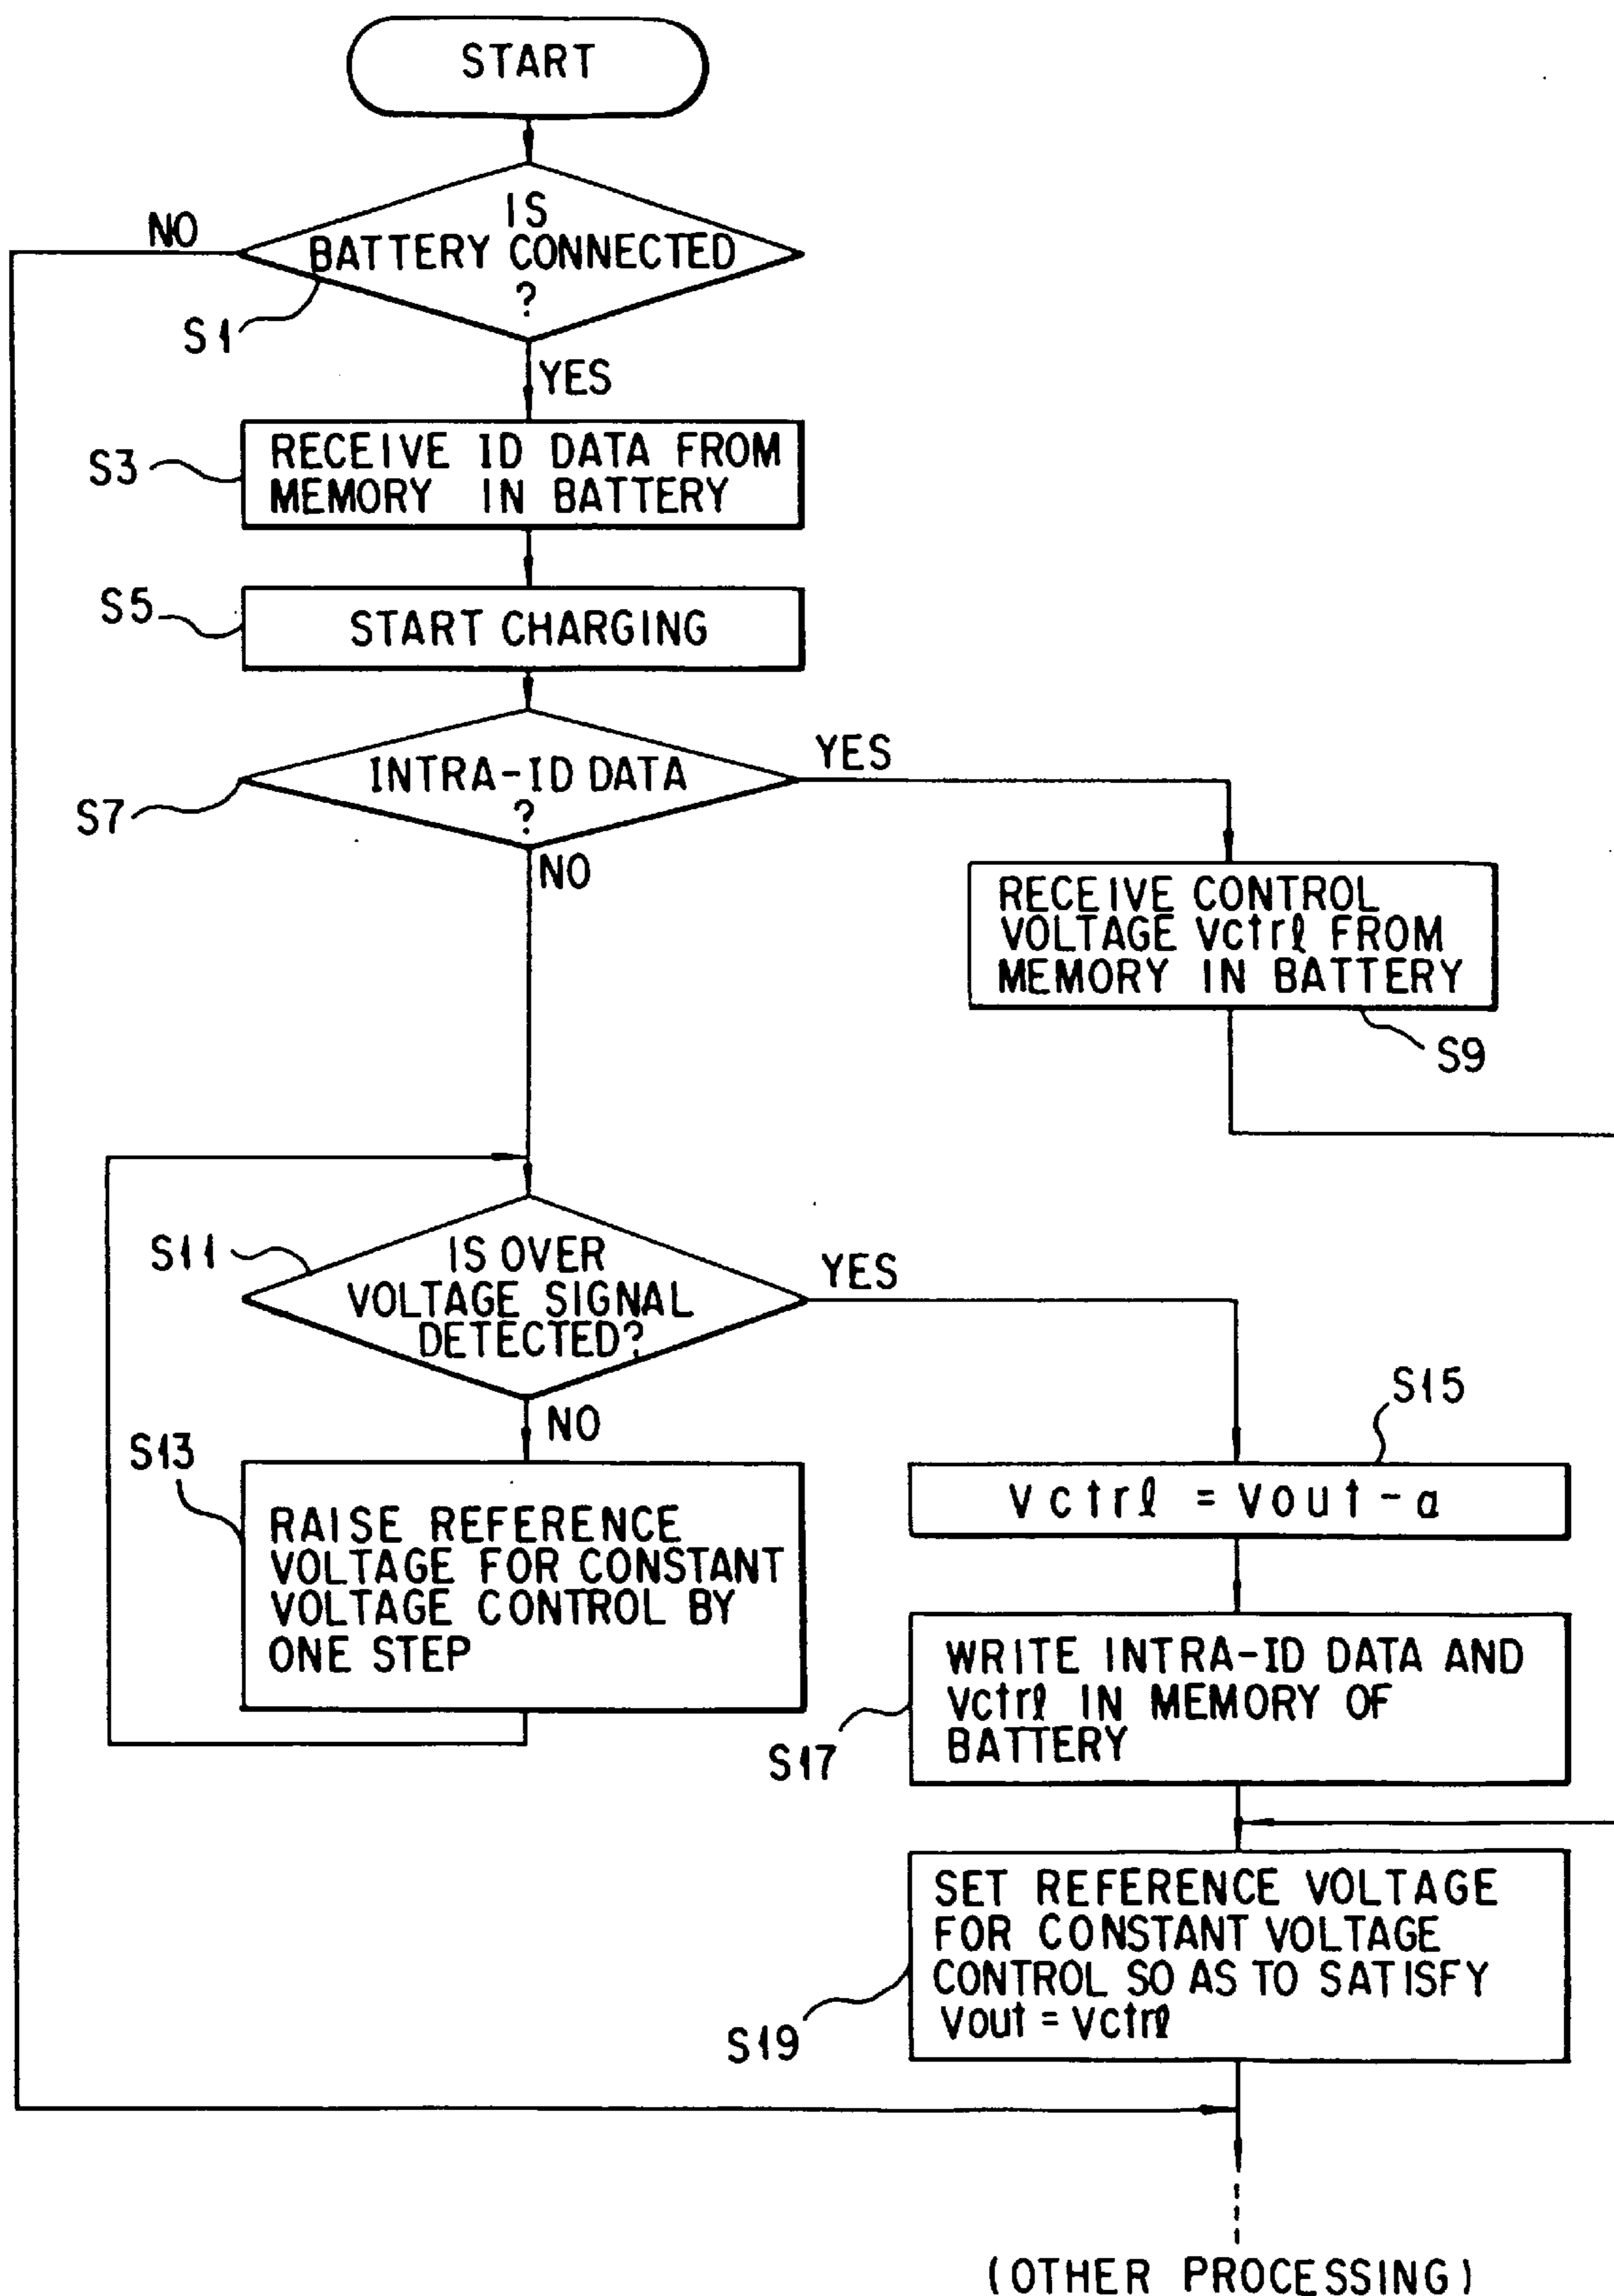 START
IS
BATTERY CONNECTED
?
NO
S1
YES
RECEIVE ID DATA FROM
MEMORY IN BATTERY
S3
START CHARGING
S5
INTRA-ID DATA
?
S7
YES
NO
RECEIVE CONTROL
VOLTAGE Vctrl FROM
MEMORY IN BATTERY
S9
IS OVER
VOLTAGE SIGNAL
DETECTED?
S11
YES
NO
S13
RAISE REFERENCE
VOLTAGE FOR CONSTANT
VOLTAGE CONTROL BY
ONE STEP
S15
Vctrl = Vout - a
WRITE INTRA-ID DATA AND
Vctrl IN MEMORY OF
BATTERY
S17
SET REFERENCE VOLTAGE
FOR CONSTANT VOLTAGE
CONTROL SO AS TO SATISFY
Vout = Vctrl
S19
(OTHER PROCESSING)